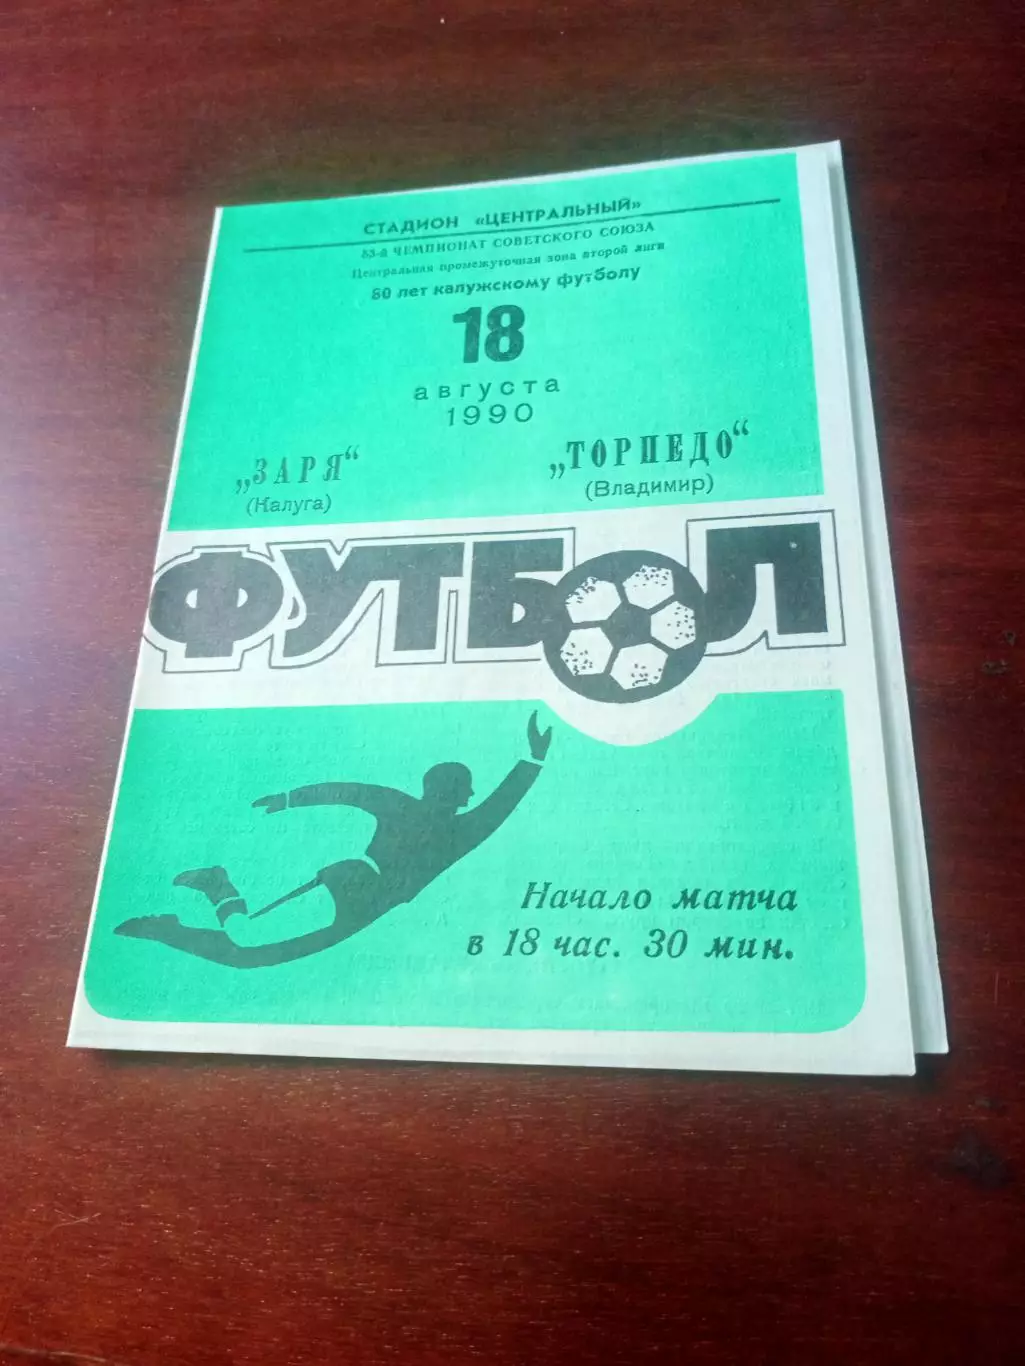 СТАДИОН «ЦЕНТРАЛЬНЫЙ»
53-й ЧЕМПИОНАТ СОВЕТСКОГО СОЮЗА
Центральная промежуточная зона второй лиги
80 лет калужскому футболу
18
августа
1990
„ЗАРЯ“
(Калуга)
„ТОРПЕДО“
(Владимир)
ФУТБОЛ
Начало матча
в 18 час. 30 мин.